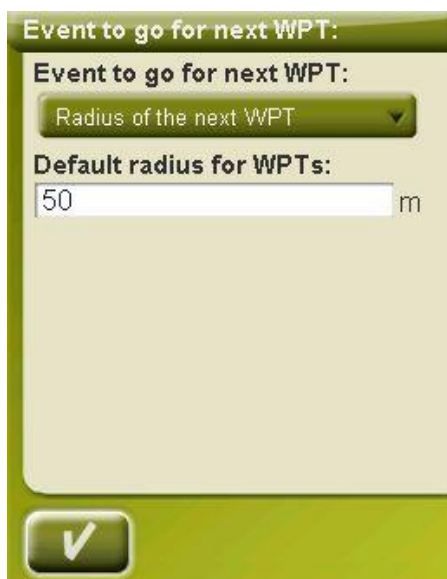 Event to go for next WPT:
Event to go for next WPT:
Radius of the next WPT
Default radius for WPTs:
50 m